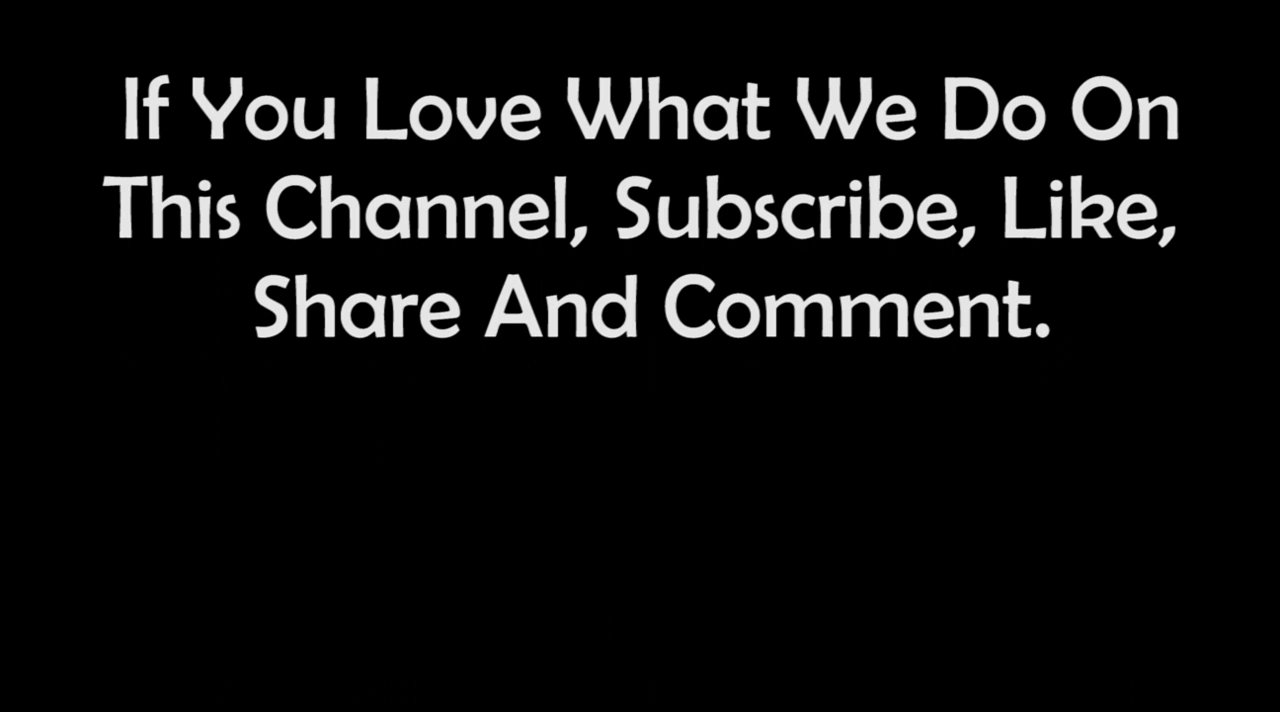 If You Love What We Do On
This Channel, Subscribe, Like,
Share And Comment.